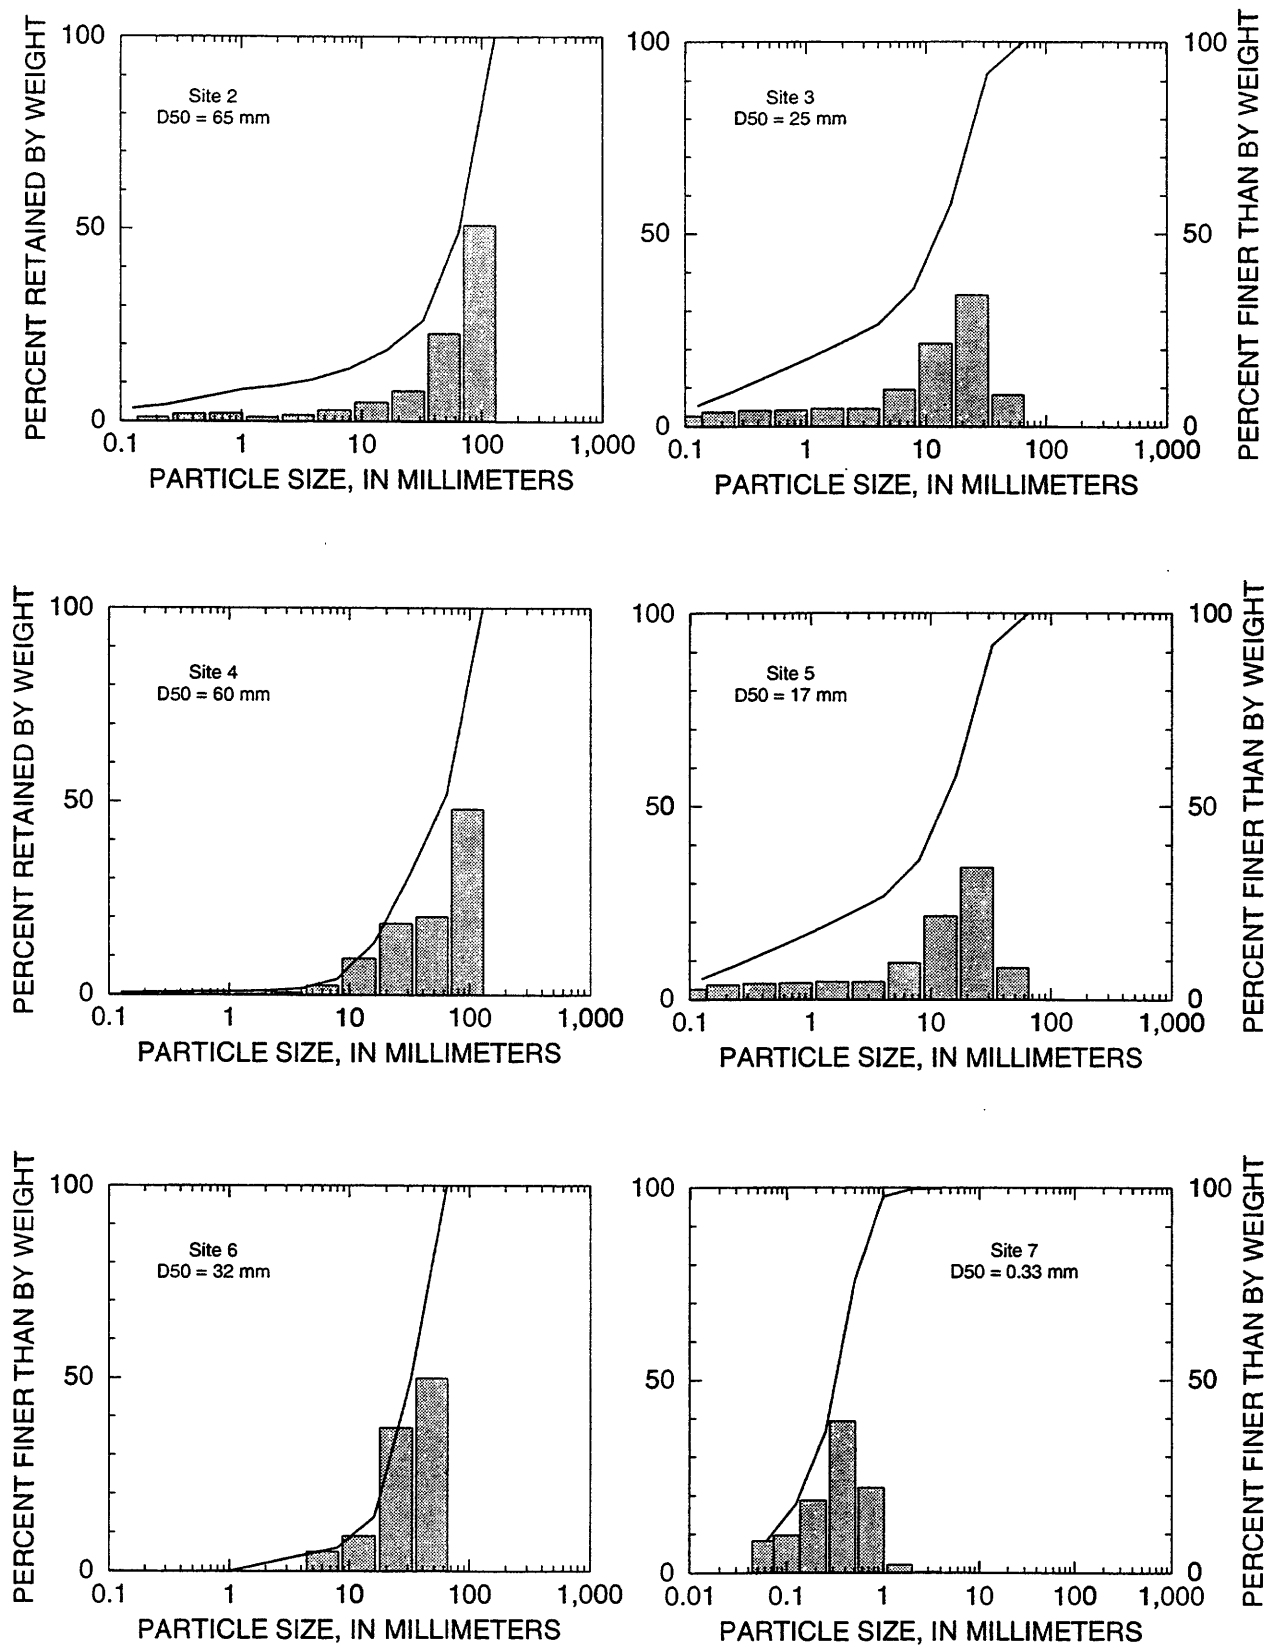 PERCENT RETAINED BY WEIGHT
100
50
0
Site 2
D50 = 65 mm
0.1 1 10 100 1,000
PARTICLE SIZE, IN MILLIMETERS
100
50
0
Site 3
D50 = 25 mm
100
50
0
PERCENT FINER THAN BY WEIGHT
0.1 1 10 100 1,000
PARTICLE SIZE, IN MILLIMETERS
PERCENT RETAINED BY WEIGHT
100
50
0
Site 4
D50 = 60 mm
0.1 1 10 100 1,000
PARTICLE SIZE, IN MILLIMETERS
100
50
0
Site 5
D50 = 17 mm
100
50
0
PERCENT FINER THAN BY WEIGHT
0.1 1 10 100 1,000
PARTICLE SIZE, IN MILLIMETERS
PERCENT FINER THAN BY WEIGHT
100
50
0
Site 6
D50 = 32 mm
0.1 1 10 100 1,000
PARTICLE SIZE, IN MILLIMETERS
100
50
0
Site 7
D50 = 0.33 mm
100
50
0
PERCENT FINER THAN BY WEIGHT
0.01 0.1 1 10 100 1,000
PARTICLE SIZE, IN MILLIMETERS